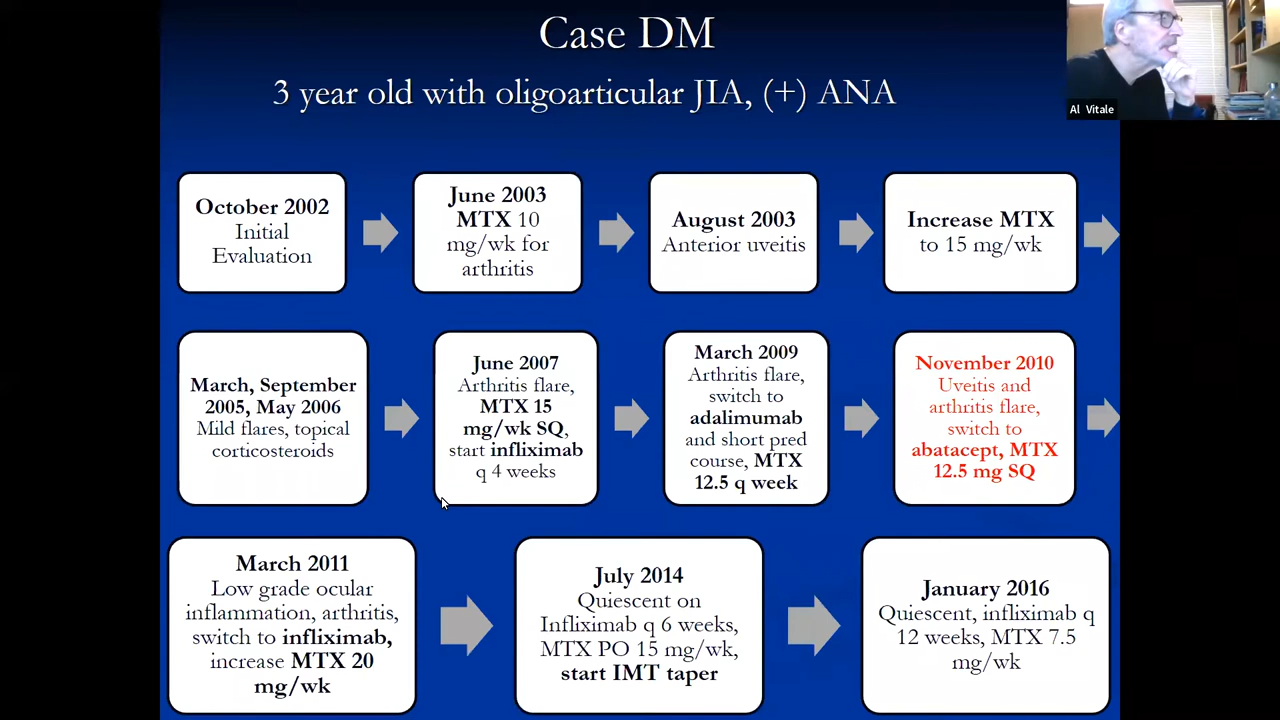 Case DM
3 year old with oligoarticular JIA, (+) ANA
Al Vitale
October 2002
Initial
Evaluation
June 2003
MTX 10
mg/wk for
arthritis
August 2003
Anterior uveitis
Increase MTX
to 15 mg/wk
March, September
2005, May 2006
Mild flares, topical
corticosteroids
June 2007
Arthritis flare,
MTX 15
mg/wk SQ,
start infliximab
q 4 weeks
March 2009
Arthritis flare,
switch to
adalimumab
and short pred
course, MTX
12.5 q week
November 2010
Uveitis and
arthritis flare,
switch to
abatacept, MTX
12.5 mg SQ
March 2011
Low grade ocular
inflammation, arthritis,
switch to infliximab,
increase MTX 20
mg/wk
July 2014
Quiescent on
Infliximab q 6 weeks,
MTX PO 15 mg/wk,
start IMT taper
January 2016
Quiescent, infliximab q
12 weeks, MTX 7.5
mg/wk